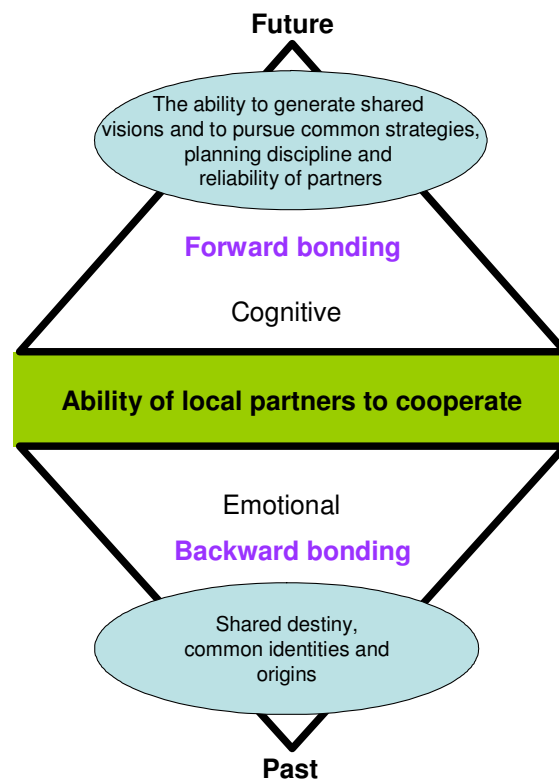 Future
The ability to generate shared
visions and to pursue common strategies,
planning discipline and
reliability of partners
Forward bonding
Cognitive
Ability of local partners to cooperate
Emotional
Backward bonding
Shared destiny,
common identities and
origins
Past